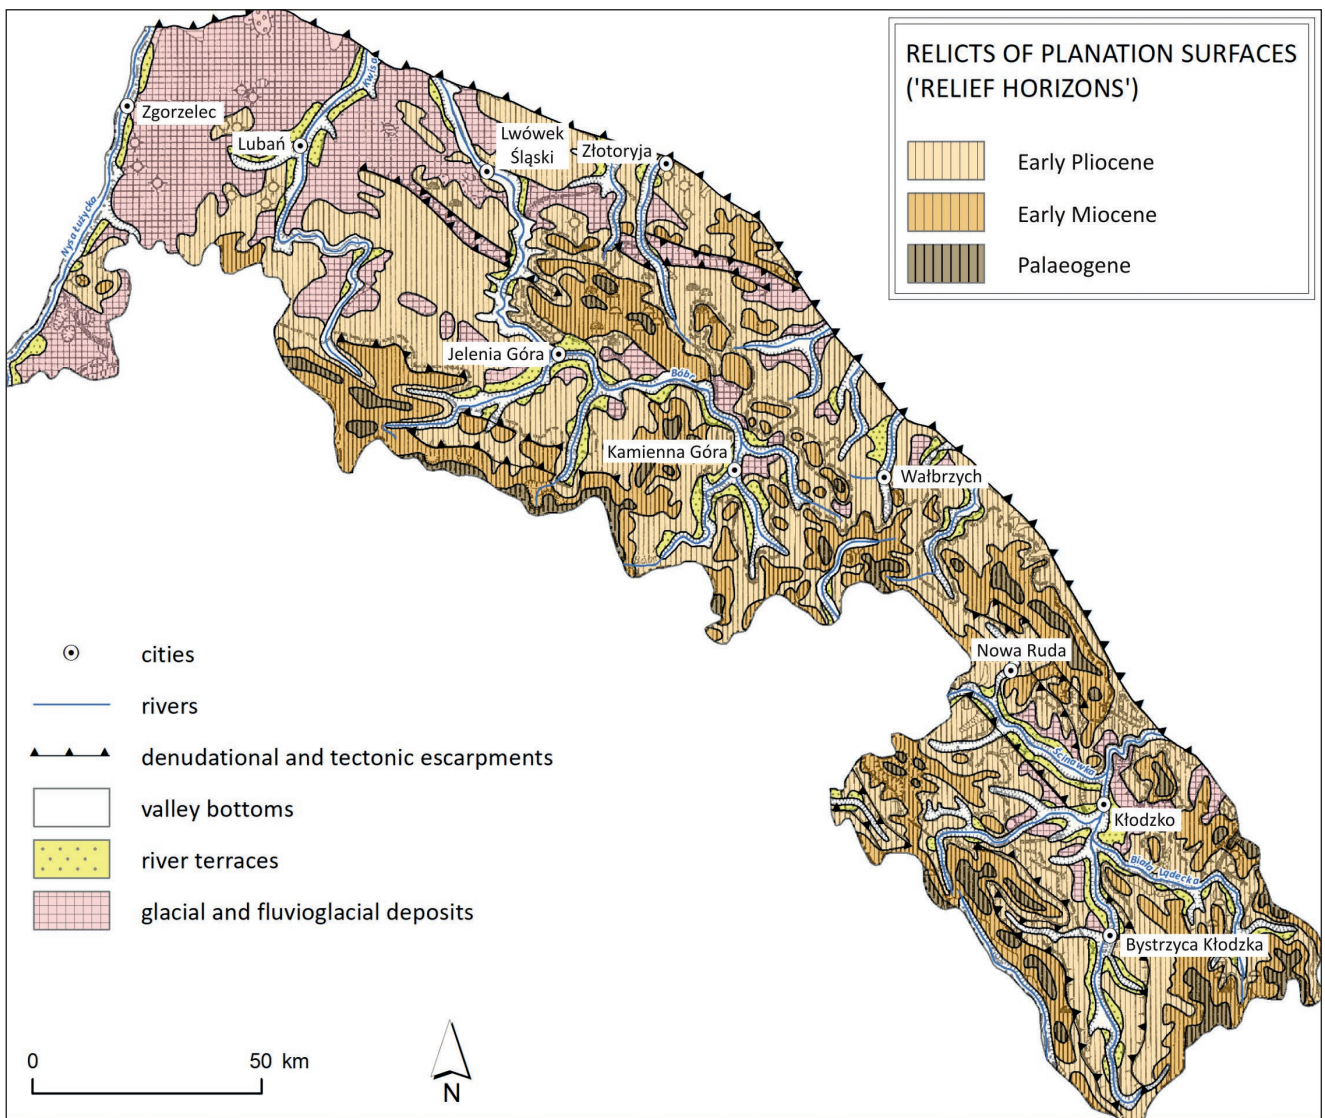 RELICTS OF PLANATION SURFACES
('RELIEF HORIZONS')
Early Pliocene
Early Miocene
Palaeogene
Zgorzelec
Lubań
Kwisa
Lwówek
Śląski
Złotoryja
Nysa Łużycka
Jelenia Góra
Bóbr
Kamienna Góra
Wałbrzych
Nowa Ruda
Ścinawka
Kłodzko
Biała Lądecka
Bystrzyca Kłodzka
cities
rivers
denudational and tectonic escarpments
valley bottoms
river terraces
glacial and fluvioglacial deposits
0 50 km
N